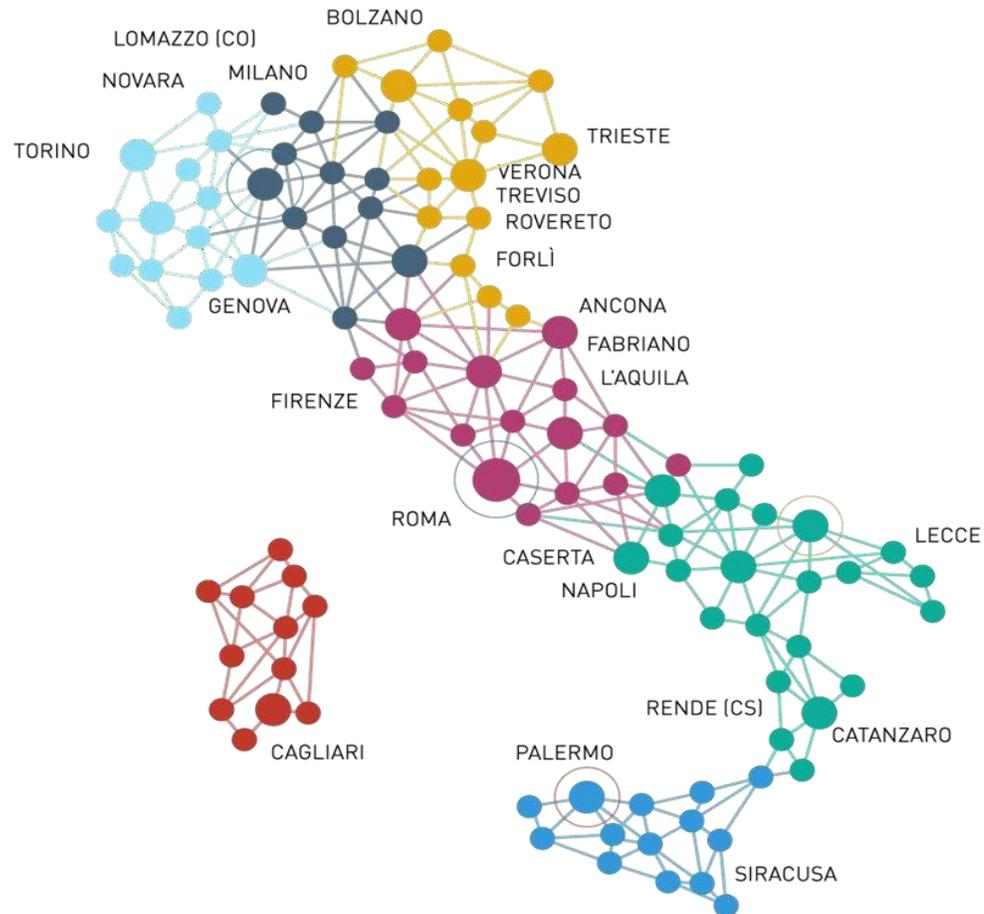 BOLZANO
LOMAZZO (CO)
NOVARA
MILANO
TORINO
TRIESTE
VERONA
TREVISO
ROVERETO
FORLÌ
GENOVA
ANCONA
FABRIANO
L'AQUILA
FIRENZE
ROMA
CASERTA
NAPOLI
LECCE
RENDE (CS)
CATANZARO
CAGLIARI
PALERMO
SIRACUSA